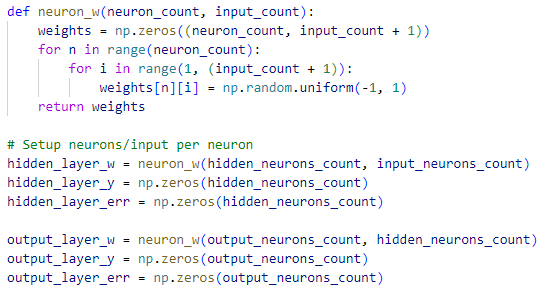 def neuron_w(neuron_count, input_count):
    weights = np.zeros((neuron_count, input_count + 1))
    for n in range(neuron_count):
        for i in range(1, (input_count + 1)):
            weights[n][i] = np.random.uniform(-1, 1)
    return weights

# Setup neurons/input per neuron
hidden_layer_w = neuron_w(hidden_neurons_count, input_neurons_count)
hidden_layer_y = np.zeros(hidden_neurons_count)
hidden_layer_err = np.zeros(hidden_neurons_count)

output_layer_w = neuron_w(output_neurons_count, hidden_neurons_count)
output_layer_y = np.zeros(output_neurons_count)
output_layer_err = np.zeros(output_neurons_count)